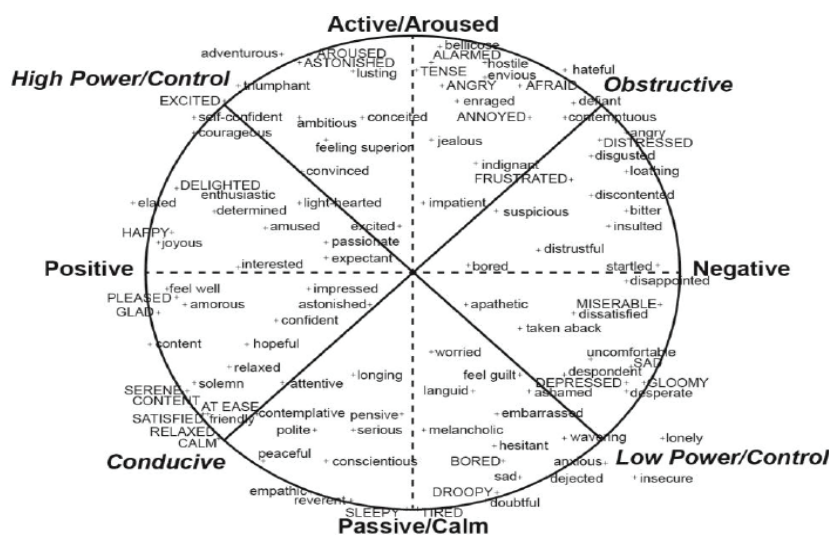 Active/Aroused
bellicose
adventurous AROUSED ALARMED
ASTONISHED hostile
lusting TENSE envious hateful
High Power/Control Obstructive
triumphant ANGRY AFRAID
EXCITED enraged defiant
self-confident ambitious conceited ANNOYED contemptuous
courageous angry
feeling superior jealous DISTRESSED
disgusted
convinced indignant loathing
FRUSTRATED
DELIGHTED
enthusiastic discontented
elated determined light-hearted impatient suspicious bitter
HAPPY amused excited insulted
joyous passionate distrustful
interested expectant bored startled
Positive Negative
feel well impressed disappointed
PLEASED amorous astonished apathetic MISERABLE
GLAD confident dissatisfied
taken aback
content hopeful worried uncomfortable
relaxed SAD
solemn attentive longing feel guilt despondent
SERENE languid DEPRESSED GLOOMY
CONTENT ashamed desperate
AT EASE
SATISFIED friendly contemplative pensive embarrassed
RELAXED polite serious melancholic
CALM hesitant wavering lonely
Conducive peaceful conscientious BORED anxious Low Power/Control
empathic sad dejected insecure
reverent DROOPY doubtful
SLEEPY TIRED
Passive/Calm